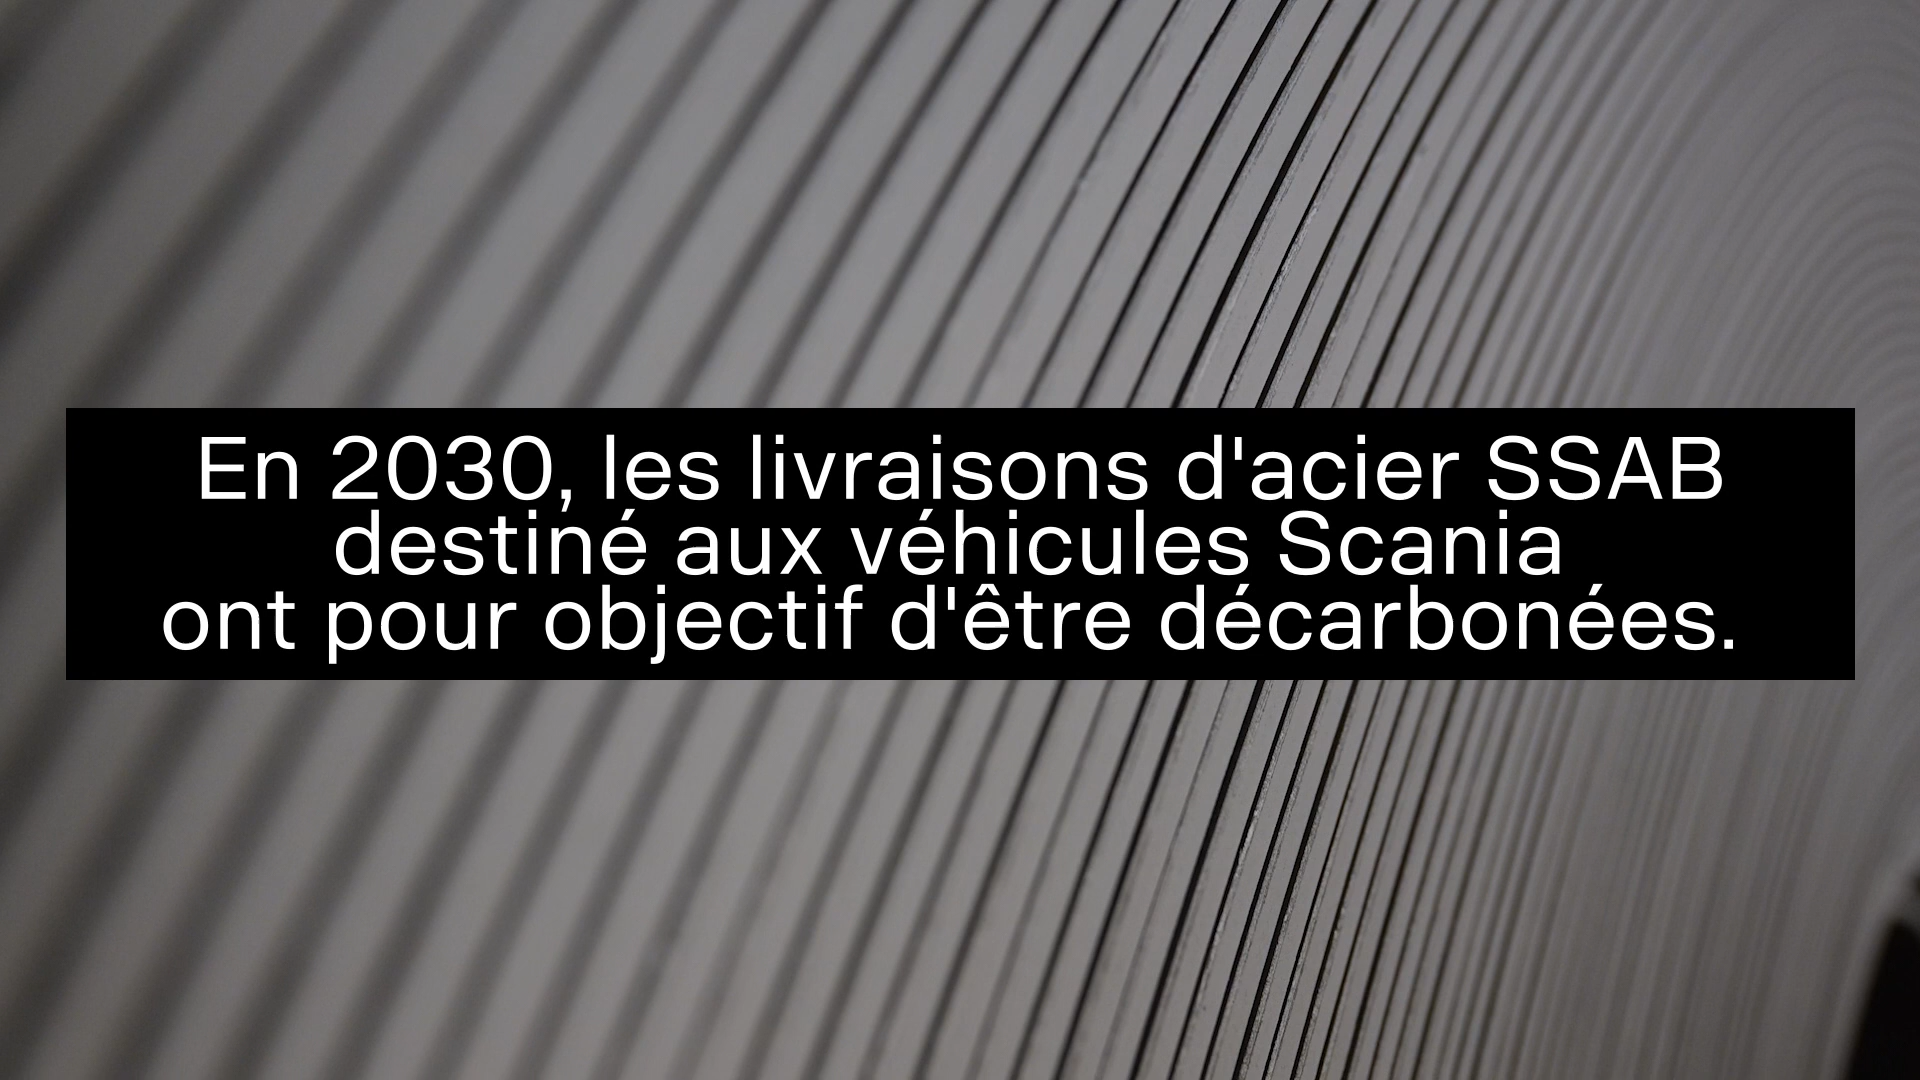 En 2030, les livraisons d'acier SSAB
destiné aux véhicules Scania
ont pour objectif d'être décarbonées.